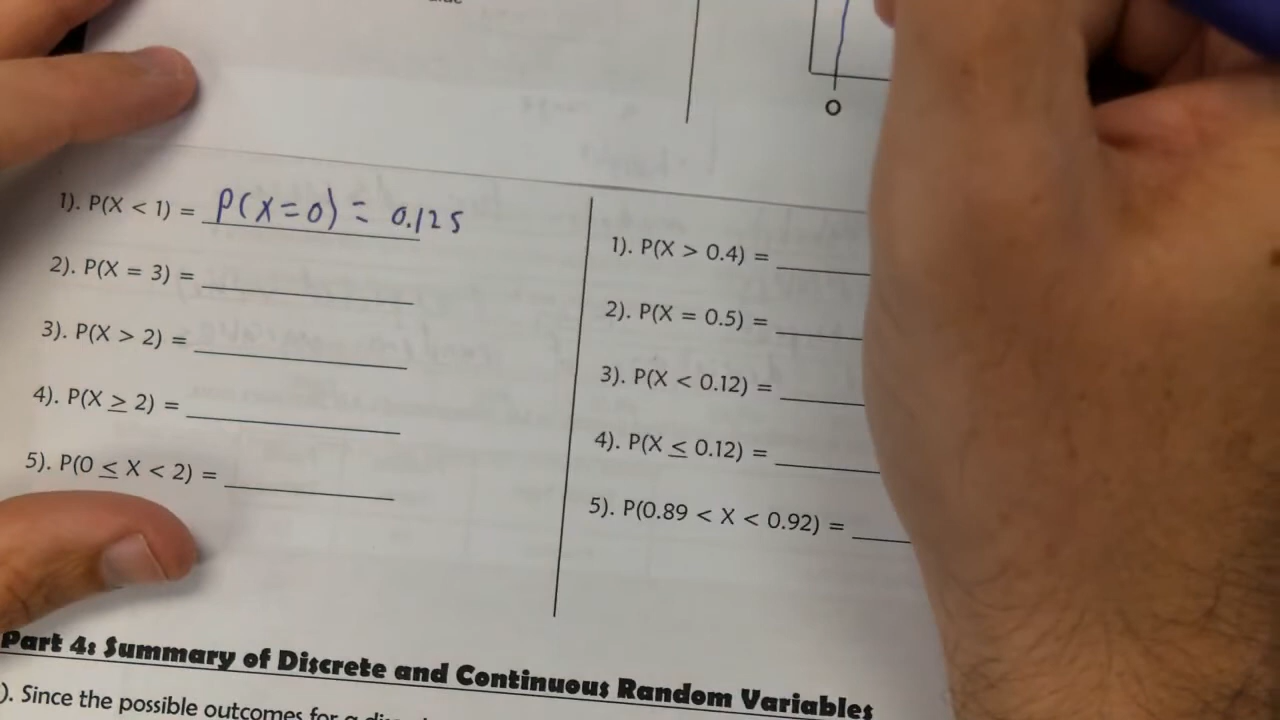 0
1). P(X < 1) = P(X=0) = 0.125
2). P(X = 3) =
3). P(X > 2) =
4). P(X ≥ 2) =
5). P(0 ≤ X < 2) =
1). P(X > 0.4) =
2). P(X = 0.5) =
3). P(X < 0.12) =
4). P(X ≤ 0.12) =
5). P(0.89 < X < 0.92) =
Part 4: Summary of Discrete and Continuous Random Variables
). Since the possible outcomes for a